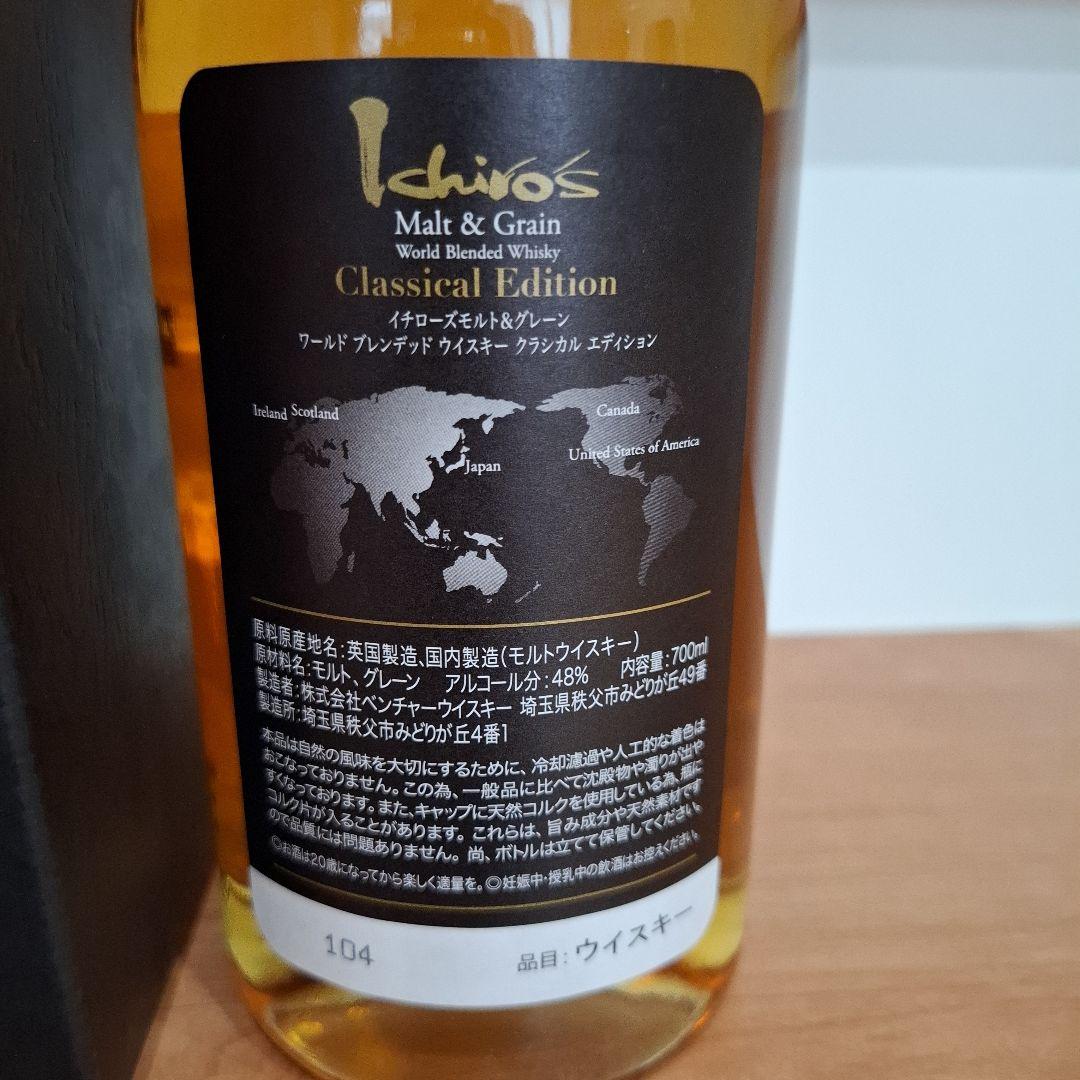 Ichiro's
Malt & Grain
World Blended Whisky
Classical Edition
イチローズモルト&グレーン
ワールド ブレンデッド ウイスキー クラシカル エディション
Ireland Scotland
Canada
Japan
United States of America
原料原産地名:英国製造、国内製造(モルトウイスキー)
原材料名:モルト、グレーン アルコール分:48% 内容量:700ml
製造者:株式会社ベンチャーウイスキー 埼玉県秩父市みどりが丘49番
製造所:埼玉県秩父市みどりが丘4番1
本品は自然の風味を大切にするために、冷却濾過や人工的な着色は
おこなっておりません。この為、一般品に比べて沈殿物や濁りが出や
すくなっております。また、キャップに天然コルクを使用している為、稀に
コルク片が入ることがあります。これらは、旨み成分や天然素材です
ので品質には問題ありません。尚、ボトルは立てて保管してください。
◎お酒は20歳になってから楽しく適量を。◎妊娠中・授乳中の飲酒はお控えください。
104
品目:ウイスキー